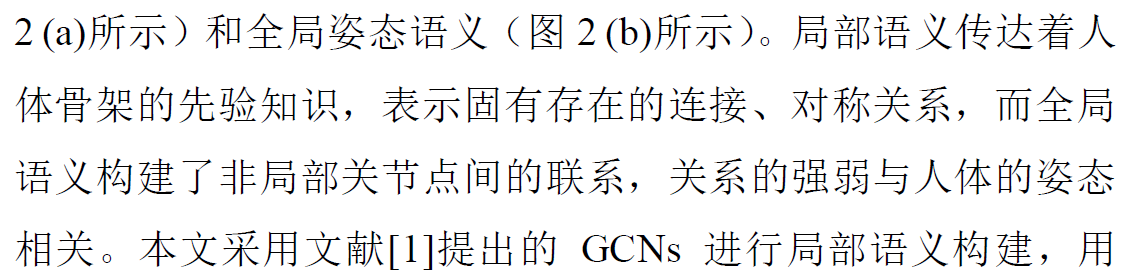 2 (a)所示）和全局姿态语义（图 2 (b)所示）。局部语义传达着人
体骨架的先验知识，表示固有存在的连接、对称关系，而全局
语义构建了非局部关节点间的联系，关系的强弱与人体的姿态
相关。本文采用文献[1]提出的 GCNs 进行局部语义构建，用